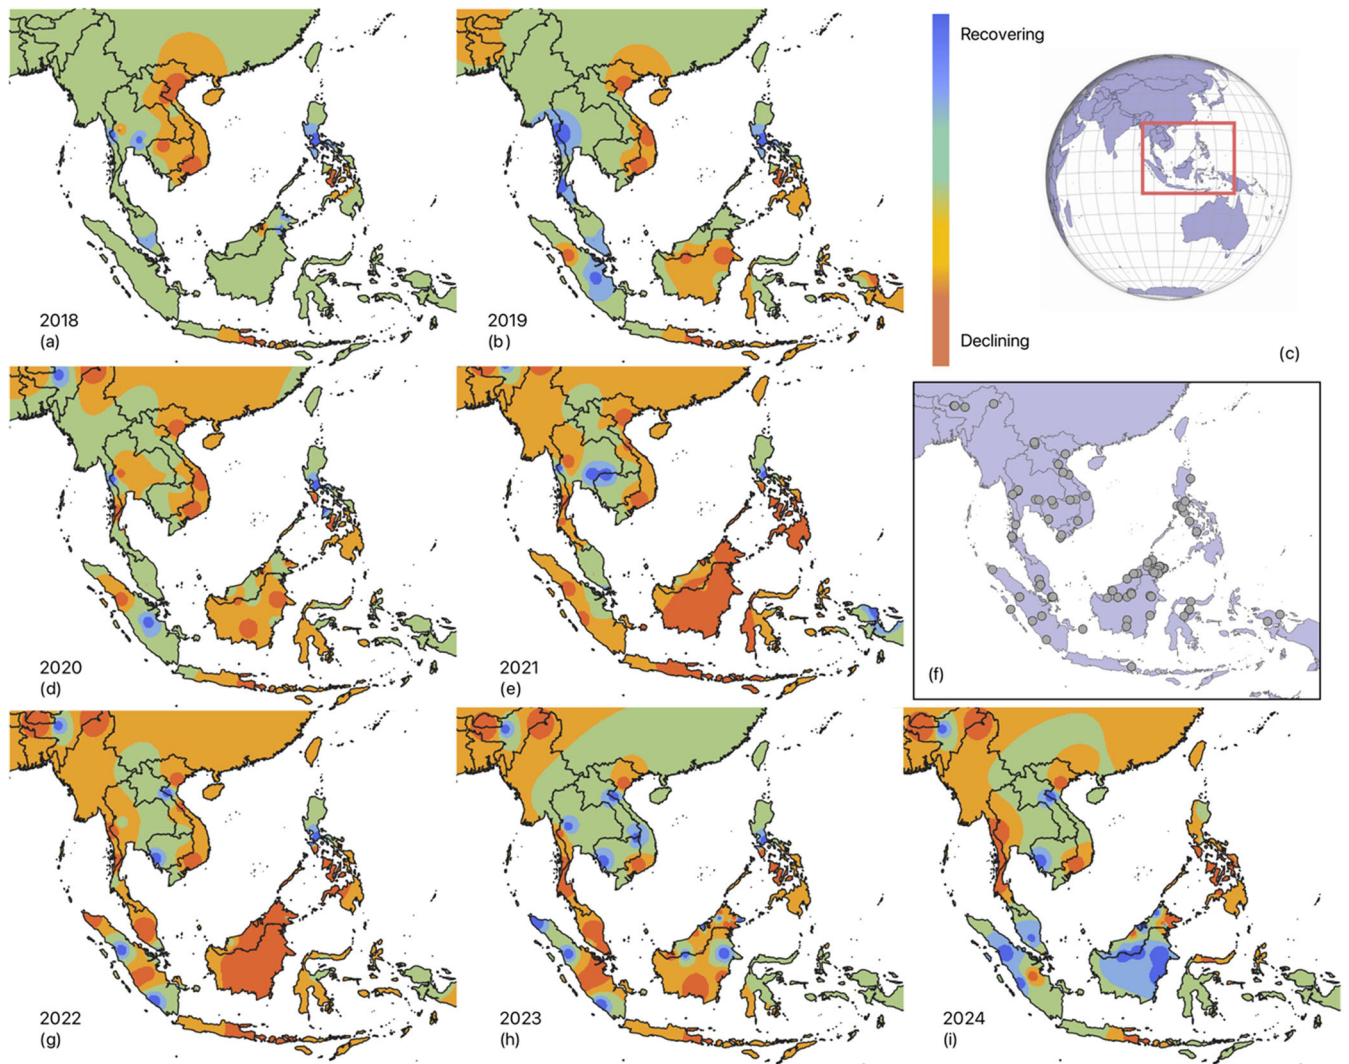 Recovering
Declining
2018
(a)
2019
(b)
(c)
2020
(d)
2021
(e)
(f)
2022
(g)
2023
(h)
2024
(i)